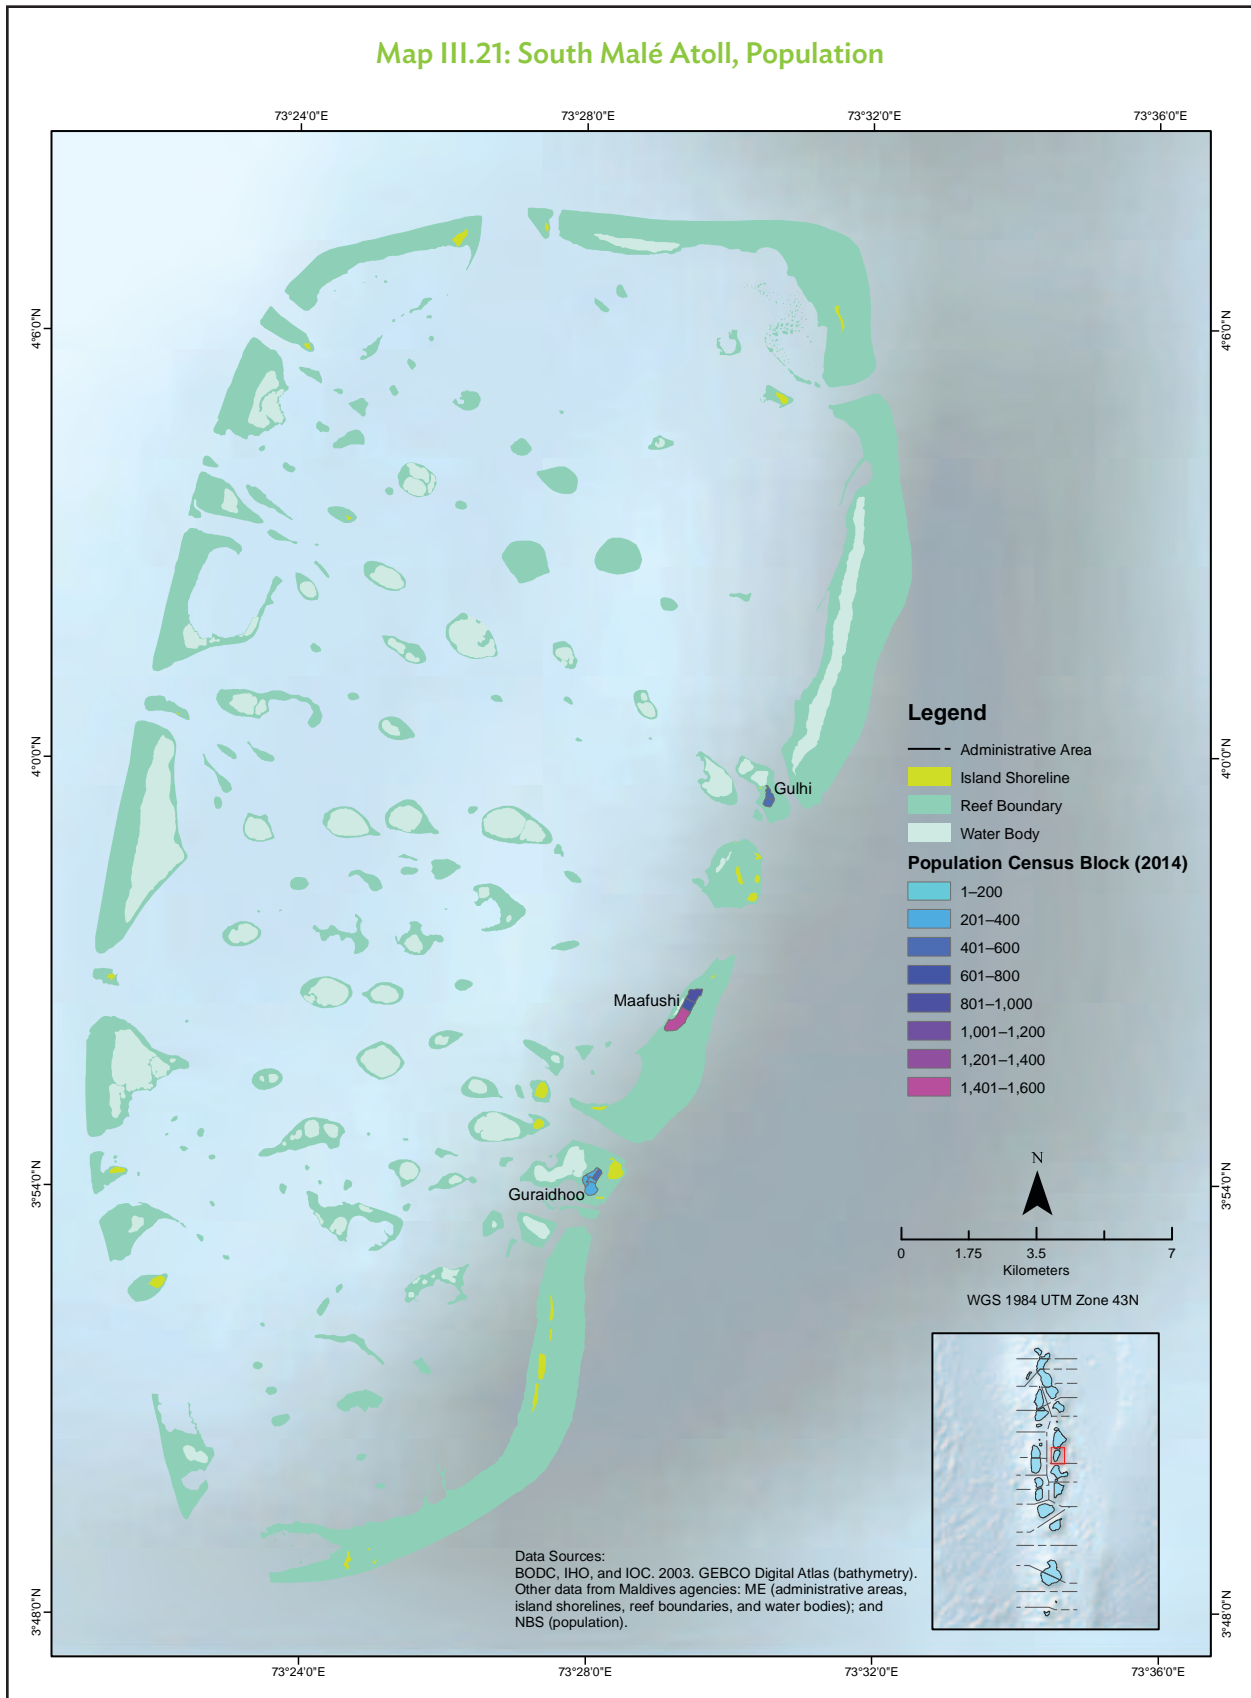 Map III.21: South Malé Atoll, Population
73°24'0"E
73°28'0"E
73°32'0"E
73°36'0"E
4°6'0"N
4°6'0"N
4°0'0"N
4°0'0"N
3°54'0"N
3°54'0"N
3°48'0"N
3°48'0"N
Gulhi
Maafushi
Guraidhoo
Legend
Administrative Area
Island Shoreline
Reef Boundary
Water Body
Population Census Block (2014)
1–200
201–400
401–600
601–800
801–1,000
1,001–1,200
1,201–1,400
1,401–1,600
N
0 1.75 3.5 7
Kilometers
WGS 1984 UTM Zone 43N
Data Sources:
BODC, IHO, and IOC. 2003. GEBCO Digital Atlas (bathymetry).
Other data from Maldives agencies: ME (administrative areas,
island shorelines, reef boundaries, and water bodies); and
NBS (population).
73°24'0"E
73°28'0"E
73°32'0"E
73°36'0"E